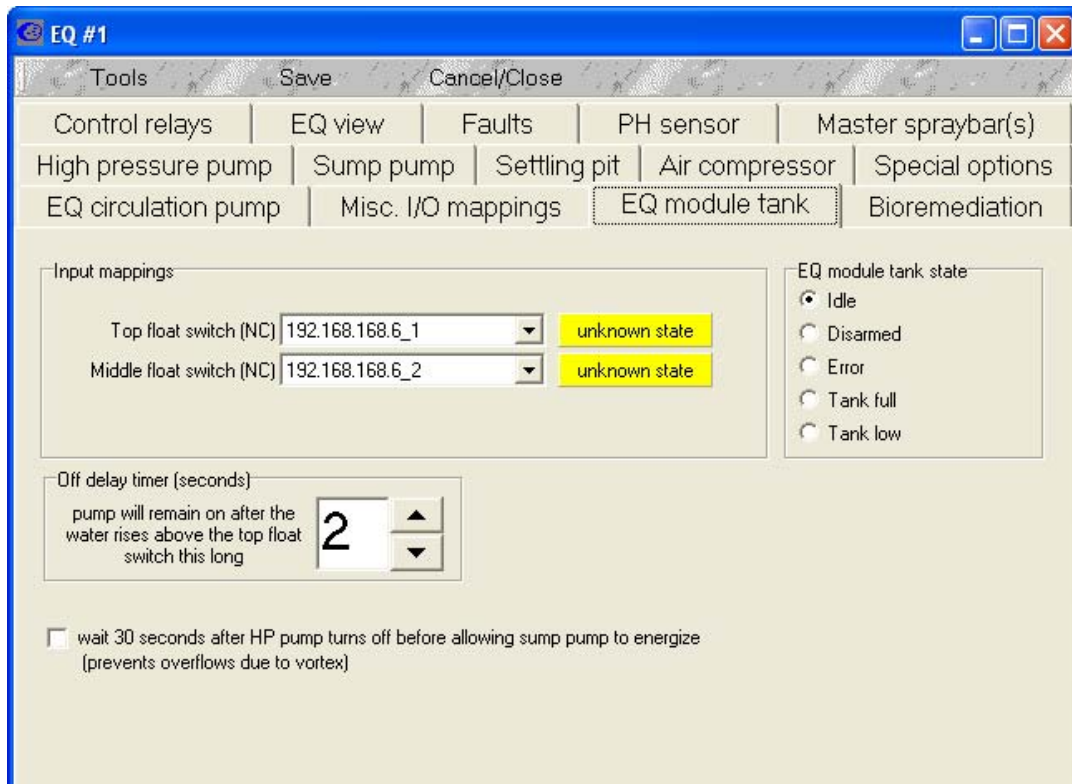 EQ #1
Tools Save Cancel/Close
Control relays EQ view Faults PH sensor Master spraybar(s)
High pressure pump Sump pump Settling pit Air compressor Special options
EQ circulation pump Misc. I/O mappings EQ module tank Bioremediation
Input mappings
Top float switch (NC) 192.168.168.6_1 unknown state
Middle float switch (NC) 192.168.168.6_2 unknown state
EQ module tank state
Idle
Disarmed
Error
Tank full
Tank low
Off delay timer (seconds)
pump will remain on after the
water rises above the top float
switch this long
2
wait 30 seconds after HP pump turns off before allowing sump pump to energize
(prevents overflows due to vortex)